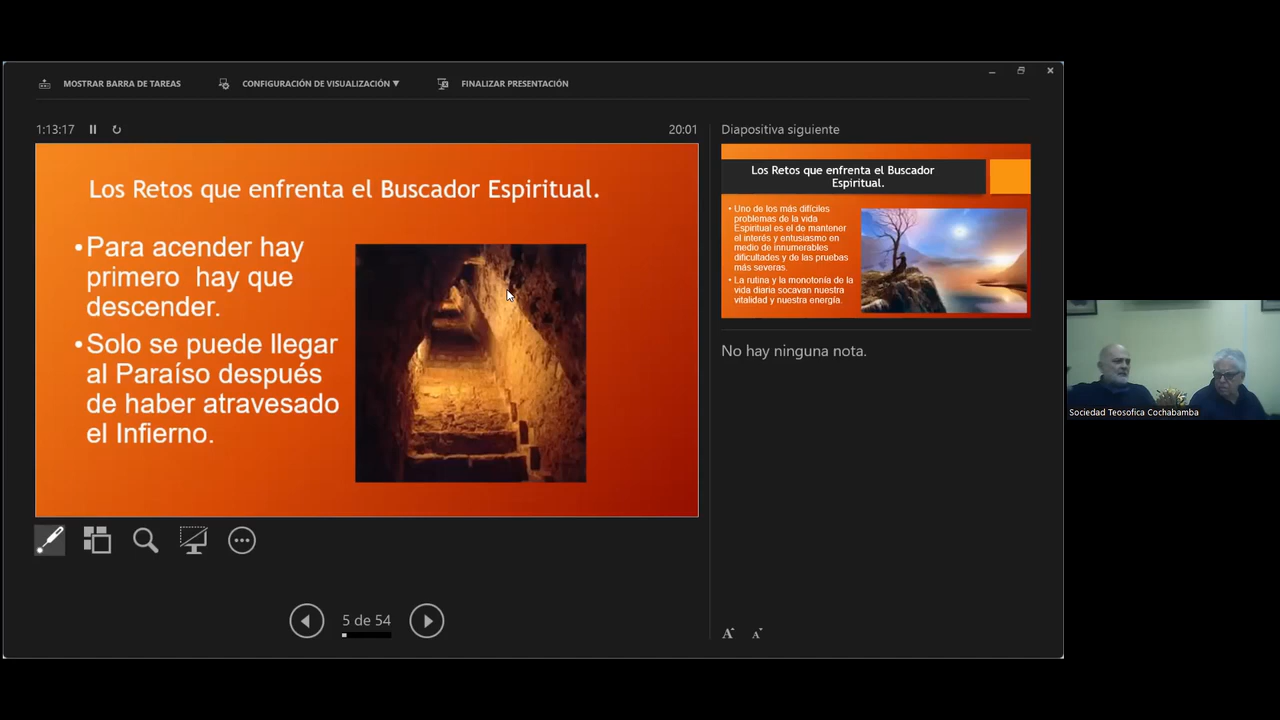 MOSTRAR BARRA DE TAREAS
CONFIGURACIÓN DE VISUALIZACIÓN ▼
FINALIZAR PRESENTACIÓN
1:13:17
20:01
Los Retos que enfrenta el Buscador Espiritual.
•Para acender hay
primero hay que
descender.
•Solo se puede llegar
al Paraíso después
de haber atravesado
el Infierno.
5 de 54
Diapositiva siguiente
Los Retos que enfrenta el Buscador
Espiritual.
• Uno de los más difíciles
problemas de la vida
Espiritual es el de mantener
el interés y entusiasmo en
medio de innumerables
dificultades y de las pruebas
más severas.
• La rutina y la monotonía de la
vida diaria socavan nuestra
vitalidad y nuestra energía.
No hay ninguna nota.
A A
Sociedad Teosofica Cochabamba